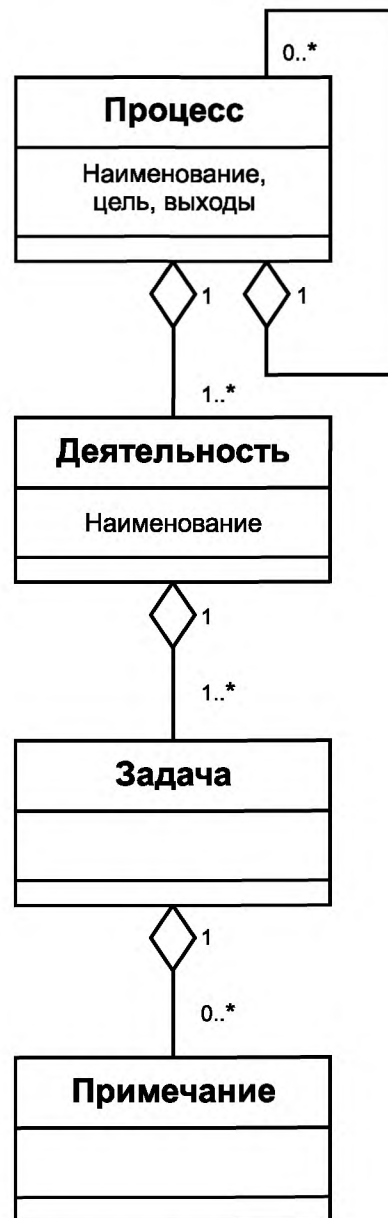 0..*
Процесс
Наименование,
цель, выходы
1
1
1..*
Деятельность
Наименование
1
1..*
Задача
1
0..*
Примечание